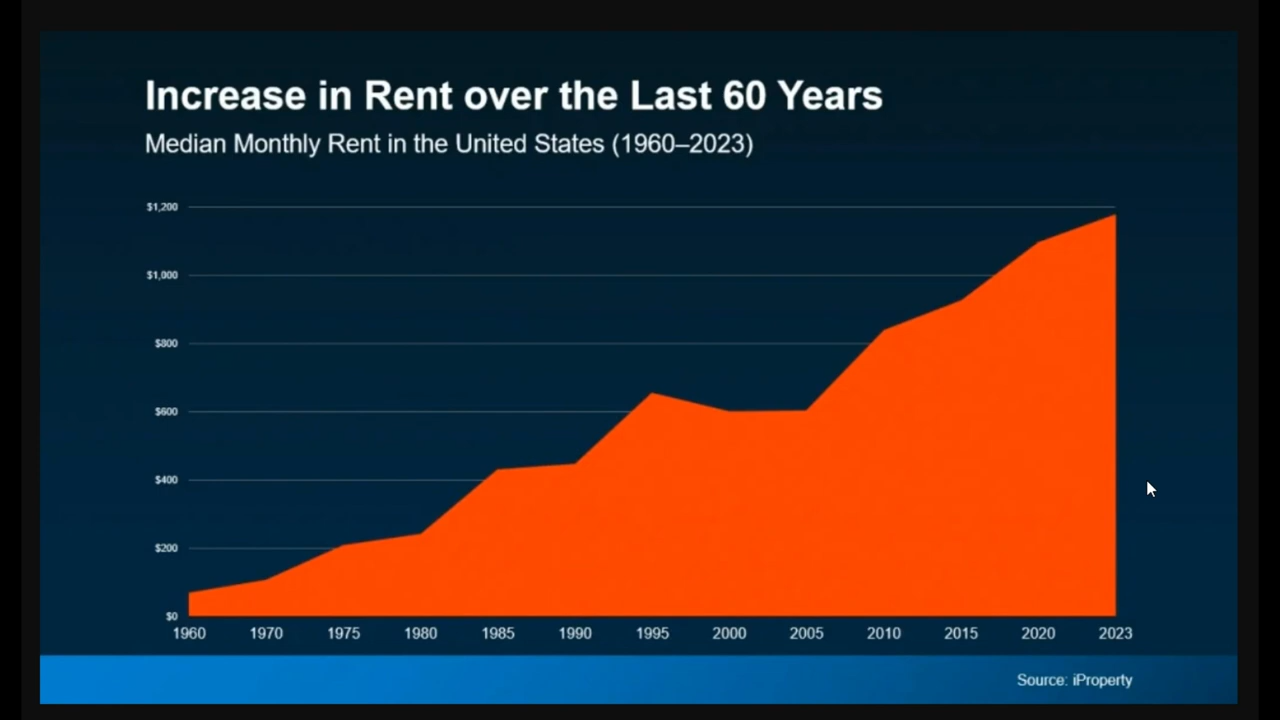 Increase in Rent over the Last 60 Years
Median Monthly Rent in the United States (1960–2023)
$1,200
$1,000
$800
$600
$400
$200
$0
1960 1970 1975 1980 1985 1990 1995 2000 2005 2010 2015 2020 2023
Source: iProperty